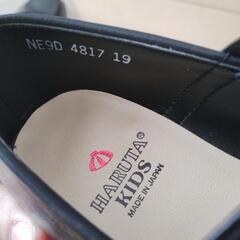 NE9D 4817 19
HARUTA
KIDS
MADE IN JAPAN